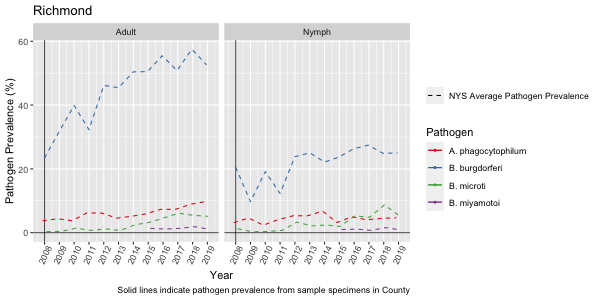 Richmond
Adult
Nymph
Pathogen Prevalence (%)
60
40
20
0
2008 2009 2010 2011 2012 2013 2014 2015 2016 2017 2018 2019
2008 2009 2010 2011 2012 2013 2014 2015 2016 2017 2018 2019
Year
NYS Average Pathogen Prevalence
Pathogen
A. phagocytophilum
B. burgdorferi
B. microti
B. miyamotoi
Solid lines indicate pathogen prevalence from sample specimens in County